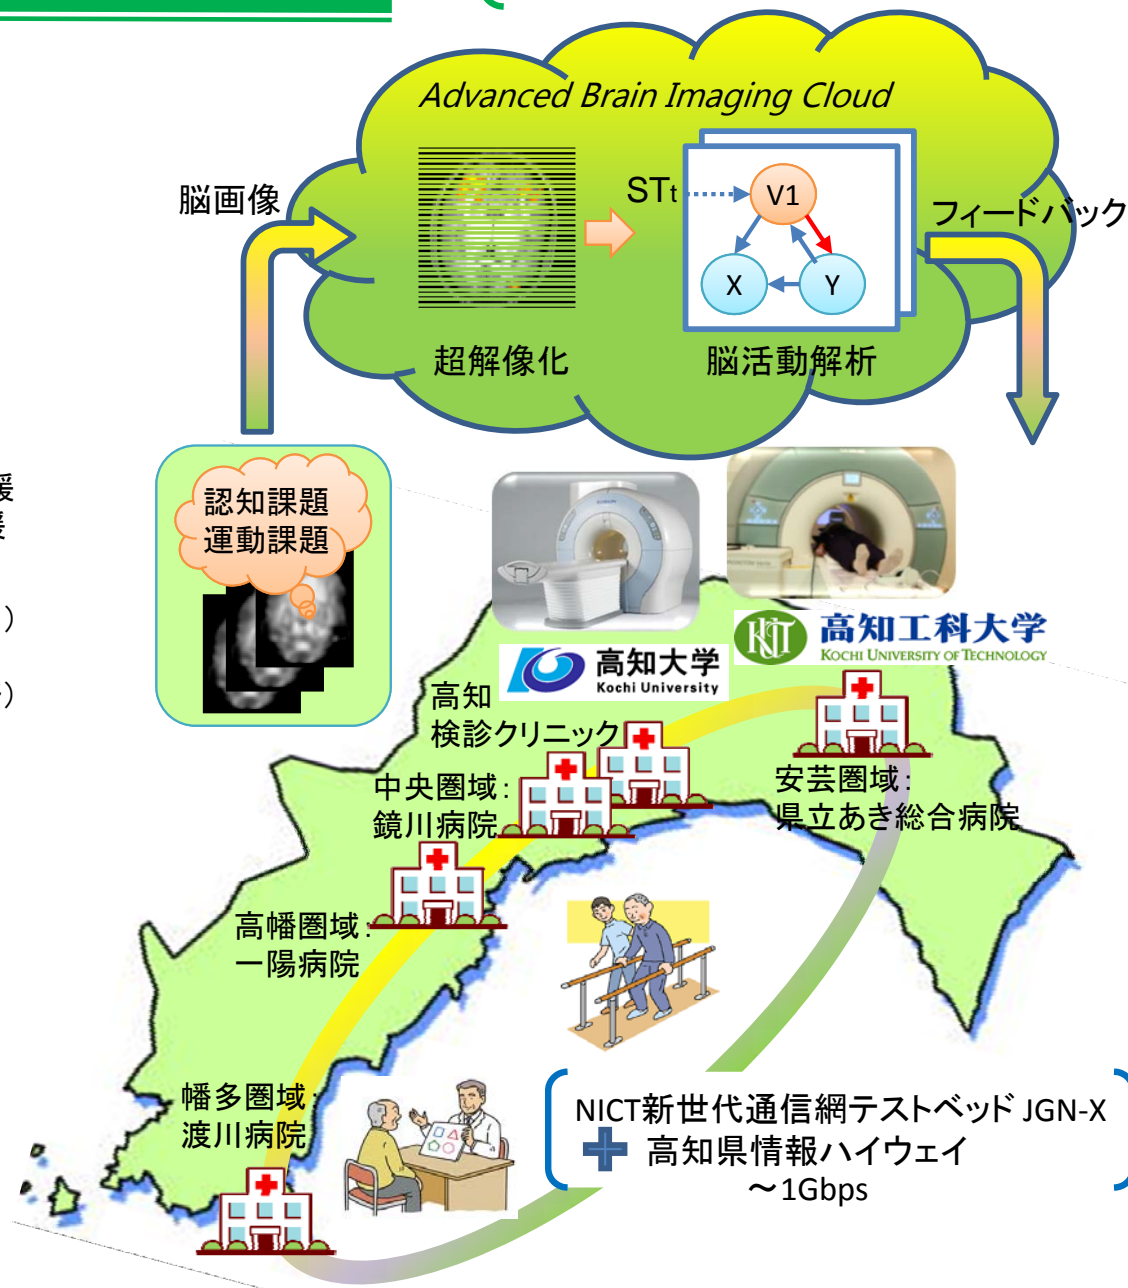 Advanced Brain Imaging Cloud
脳画像
STt
V1
X
Y
フィードバック
超解像化
脳活動解析
認知課題
運動課題
援
)
)
高知工科大学
KOCHI UNIVERSITY OF TECHNOLOGY
高知大学
Kochi University
高知
検診クリニック
中央圏域:
鏡川病院
安芸圏域:
県立あき総合病院
高幡圏域:
一陽病院
幡多圏域:
渡川病院
NICT新世代通信網テストベッド JGN-X
高知県情報ハイウェイ
～1Gbps